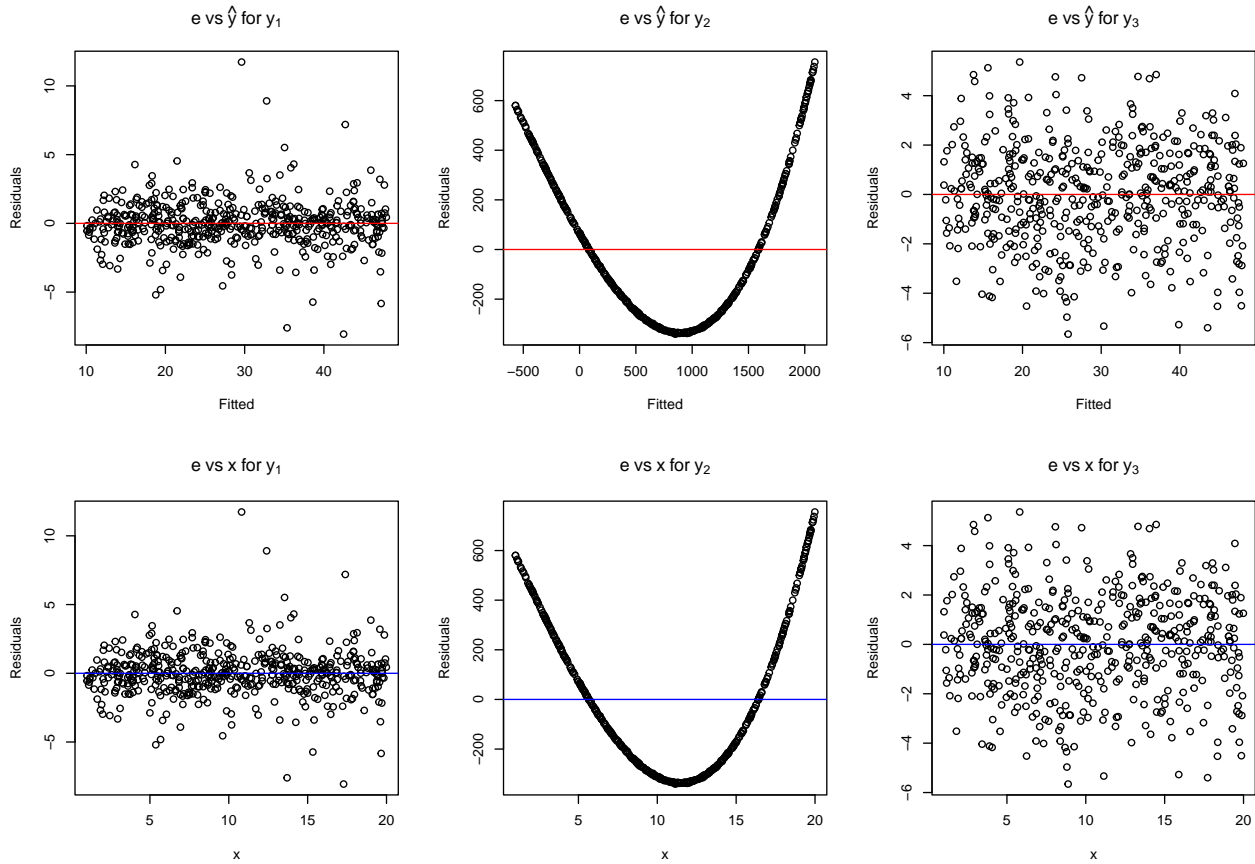 e vs ŷ for y₁
e vs ŷ for y₂
e vs ŷ for y₃
Residuals
10
5
0
−5
10 20 30 40
Fitted
Residuals
600
400
200
0
−200
−500 0 500 1000 1500 2000
Fitted
Residuals
4
2
0
−2
−4
−6
10 20 30 40
Fitted
e vs x for y₁
e vs x for y₂
e vs x for y₃
Residuals
10
5
0
−5
5 10 15 20
x
Residuals
600
400
200
0
−200
5 10 15 20
x
Residuals
4
2
0
−2
−4
−6
5 10 15 20
x